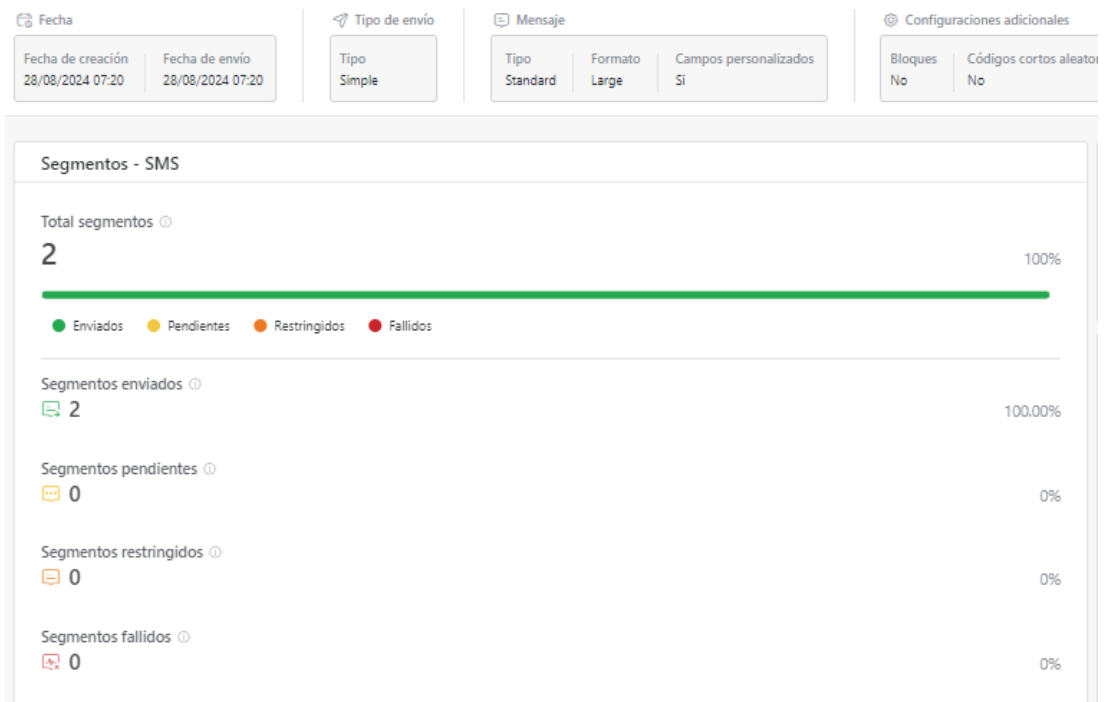 Fecha
Tipo de envío
Mensaje
Configuraciones adicionales
Fecha de creación Fecha de envío
28/08/2024 07:20 28/08/2024 07:20
Tipo
Simple
Tipo Formato Campos personalizados
Standard Large Si
Bloques Códigos cortos aleator
No No
Segmentos - SMS
Total segmentos
2 100%
Enviados Pendientes Restringidos Fallidos
Segmentos enviados
2 100.00%
Segmentos pendientes
0 0%
Segmentos restringidos
0 0%
Segmentos fallidos
0 0%